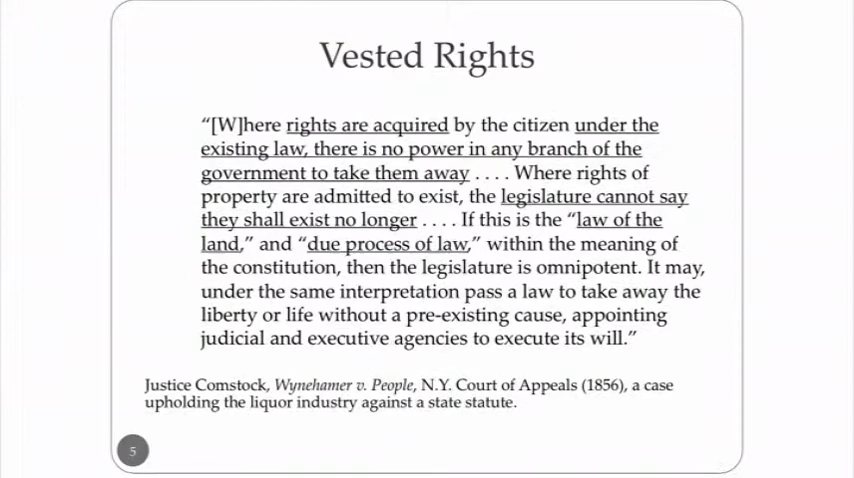 Vested Rights
“[W]here rights are acquired by the citizen under the
existing law, there is no power in any branch of the
government to take them away . . . . Where rights of
property are admitted to exist, the legislature cannot say
they shall exist no longer . . . . If this is the “law of the
land,” and “due process of law,” within the meaning of
the constitution, then the legislature is omnipotent. It may,
under the same interpretation pass a law to take away the
liberty or life without a pre-existing cause, appointing
judicial and executive agencies to execute its will.”
Justice Comstock, Wynehamer v. People, N.Y. Court of Appeals (1856), a case
upholding the liquor industry against a state statute.
5